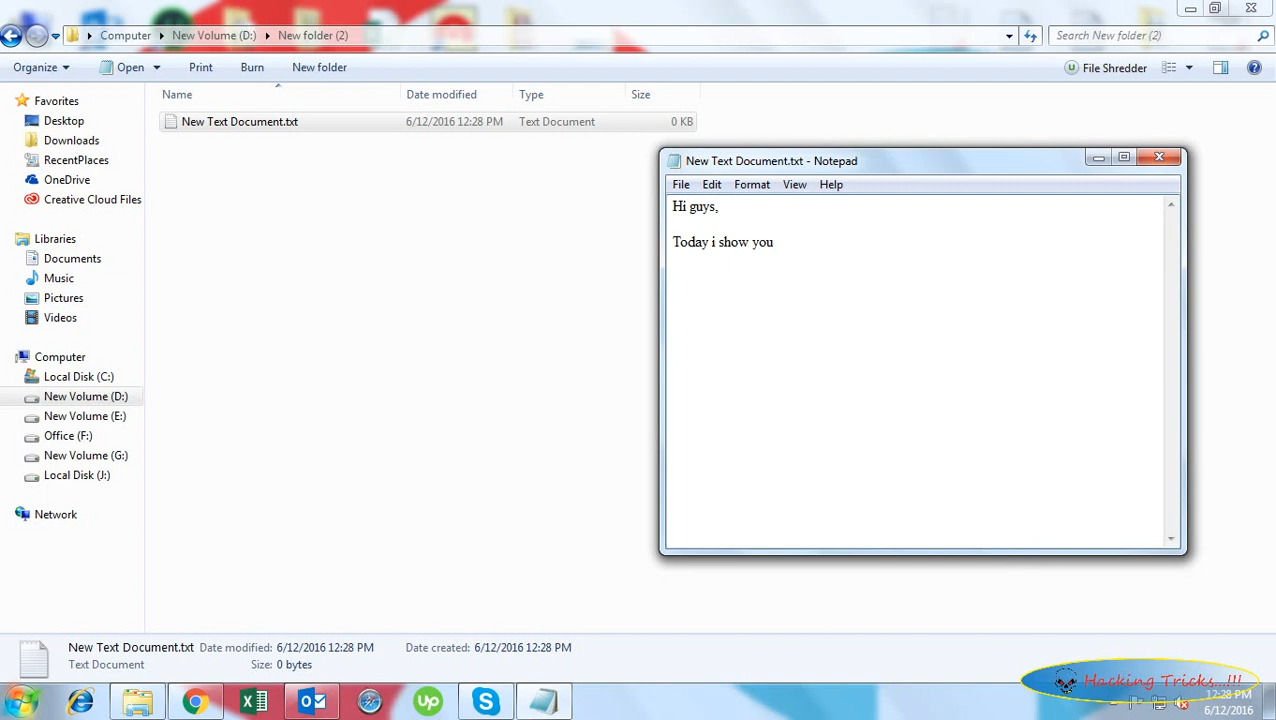 Computer New Volume (D:) New folder (2) Search New folder (2)
Organize Open Print Burn New folder File Shredder
Name Date modified Type Size
New Text Document.txt 6/12/2016 12:28 PM Text Document 0 KB
Favorites
Desktop
Downloads
RecentPlaces
OneDrive
Creative Cloud Files
Libraries
Documents
Music
Pictures
Videos
Computer
Local Disk (C:)
New Volume (D:)
New Volume (E:)
Office (F:)
New Volume (G:)
Local Disk (J:)
Network
New Text Document.txt - Notepad
File Edit Format View Help
Hi guys,
Today i show you
New Text Document.txt Date modified: 6/12/2016 12:28 PM Date created: 6/12/2016 12:28 PM
Text Document Size: 0 bytes
Hacking Tricks...!!!
12:28 PM
6/12/2016